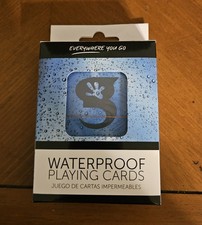 EVERYWHERE YOU GO
WATERPROOF
PLAYING CARDS
JUEGO DE CARTAS IMPERMEABLES